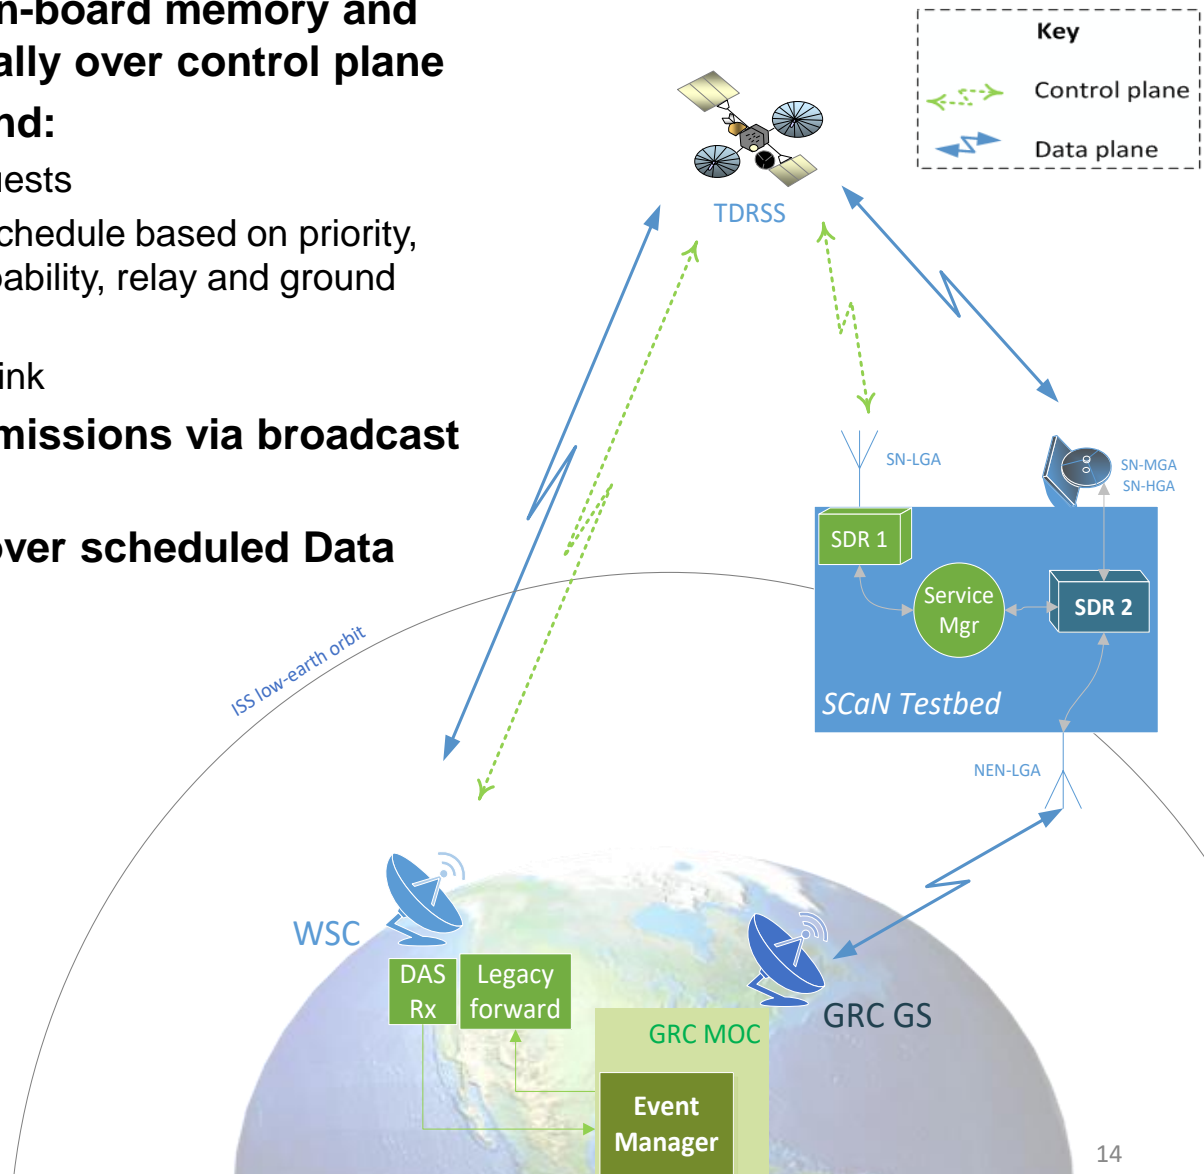 n-board memory and
ally over control plane
nd:
uests
chedule based on priority,
ability, relay and ground
ink
missions via broadcast
over scheduled Data
Key
Control plane
Data plane
TDRSS
SN-LGA
SN-MGA
SN-HGA
SDR 1
Service
Mgr
SDR 2
SCaN Testbed
ISS low-earth orbit
NEN-LGA
WSC
DAS
Rx
Legacy
forward
GRC GS
GRC MOC
Event
Manager
14